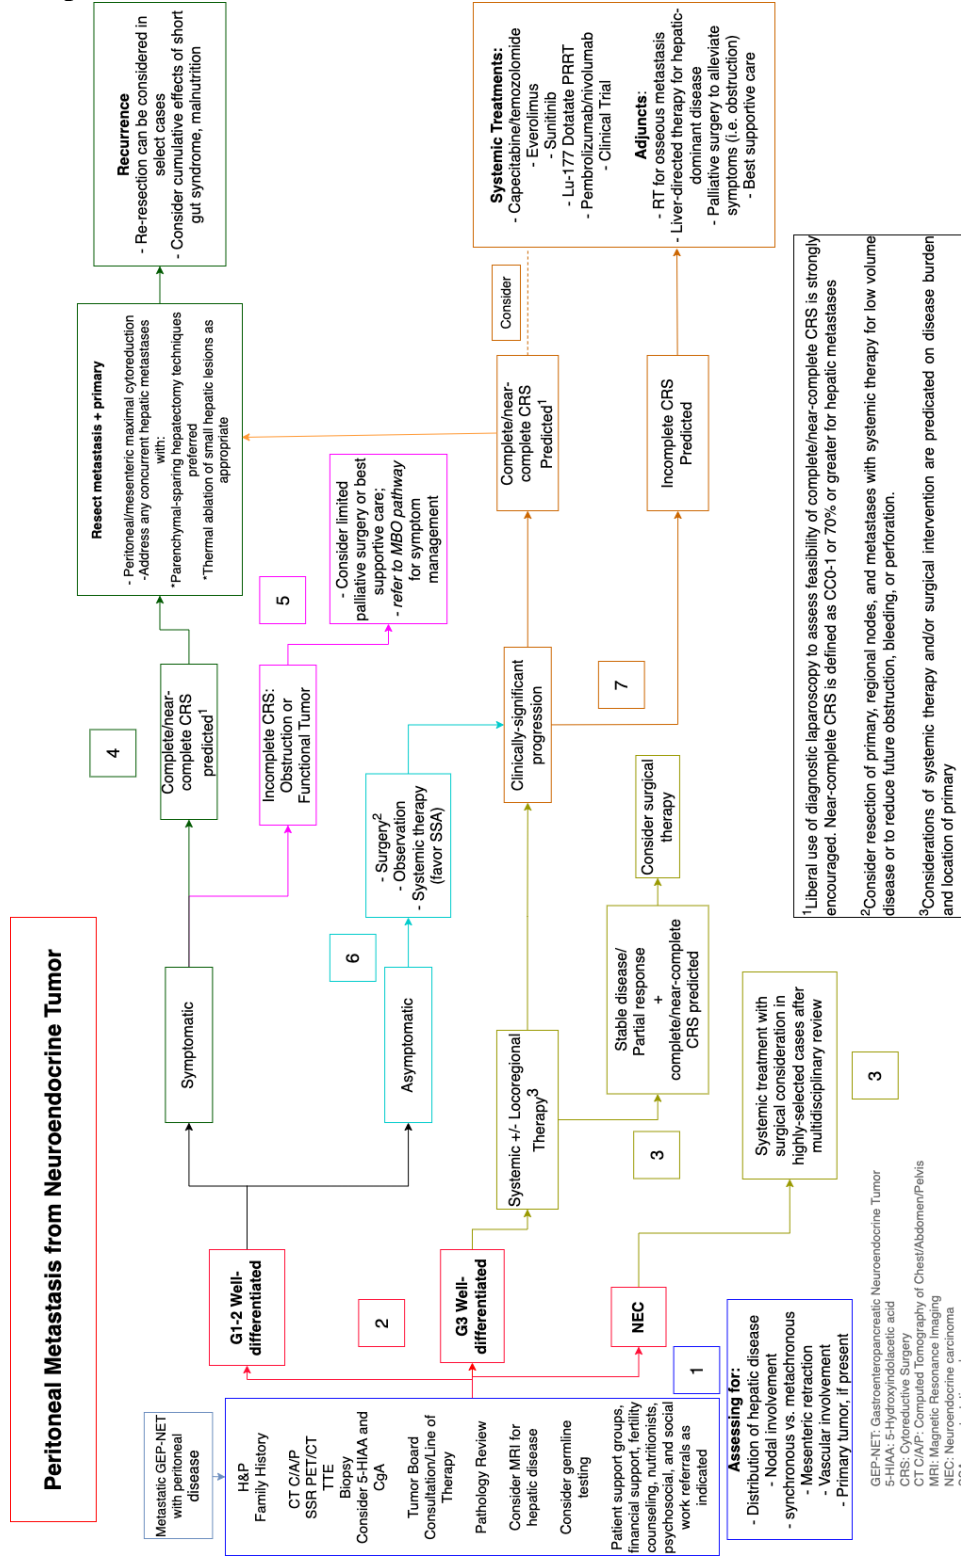 Peritoneal Metastasis from Neuroendocrine Tumor
Metastatic GEP-NET
with peritoneal
disease
H&P
Family History
CT C/A/P
SSR PET/CT
TTE
Biopsy
Consider 5-HIAA and
CgA
Tumor Board
Consultation/Line of
Therapy
Pathology Review
Consider MRI for
hepatic disease
Consider germline
testing
Patient support groups,
financial support, fertility
counseling, nutritionists,
psychosocial, and social
work referrals as
indicated
1
Assessing for:
- Distribution of hepatic disease
- Nodal involvement
- synchronous vs. metachronous
- Mesenteric retraction
- Vascular involvement
- Primary tumor, if present
G1-2 Well-
differentiated
2
G3 Well-
differentiated
NEC
Symptomatic
Asymptomatic
6
Systemic +/- Locoregional
Therapy3
3
Stable disease/
Partial response
+
complete/near-complete
CRS predicted
Consider surgical
therapy
Systemic treatment with
surgical consideration in
highly-selected cases after
multidisciplinary review
3
4
Complete/near-
complete CRS
predicted1
Incomplete CRS:
Obstruction or
Functional Tumor
5
- Surgery2
- Observation
- Systemic therapy
(favor SSA)
Clinically-significant
progression
7
- Consider limited
palliative surgery or best
supportive care;
- refer to MBO pathway
for symptom
management
Resect metastasis + primary
- Peritoneal/mesenteric maximal cytoreduction
-Address any concurrent hepatic metastases
with:
*Parenchymal-sparing hepatectomy techniques
preferred
*Thermal ablation of small hepatic lesions as
appropriate
Recurrence
- Re-resection can be considered in
select cases
- Consider cumulative effects of short
gut syndrome, malnutrition
Complete/near-
complete CRS
Predicted1
Consider
Incomplete CRS
Predicted
Systemic Treatments:
- Capecitabine/temozolomide
- Everolimus
- Sunitinib
- Lu-177 Dotatate PRRT
- Pembrolizumab/nivolumab
- Clinical Trial
Adjuncts:
- RT for osseous metastasis
- Liver-directed therapy for hepatic-
dominant disease
- Palliative surgery to alleviate
symptoms (i.e. obstruction)
- Best supportive care
1Liberal use of diagnostic laparoscopy to assess feasibility of complete/near-complete CRS is strongly
encouraged. Near-complete CRS is defined as CC0-1 or 70% or greater for hepatic metastases
2Consider resection of primary, regional nodes, and metastases with systemic therapy for low volume
disease or to reduce future obstruction, bleeding, or perforation.
3Considerations of systemic therapy and/or surgical intervention are predicated on disease burden
and location of primary
GEP-NET: Gastroenteropancreatic Neuroendocrine Tumor
5-HIAA: 5-Hydroxyindolacetic acid
CRS: Cytoreductive Surgery
CT C/A/P: Computed Tomography of Chest/Abdomen/Pelvis
MRI: Magnetic Resonance Imaging
NEC: Neuroendocrine carcinoma